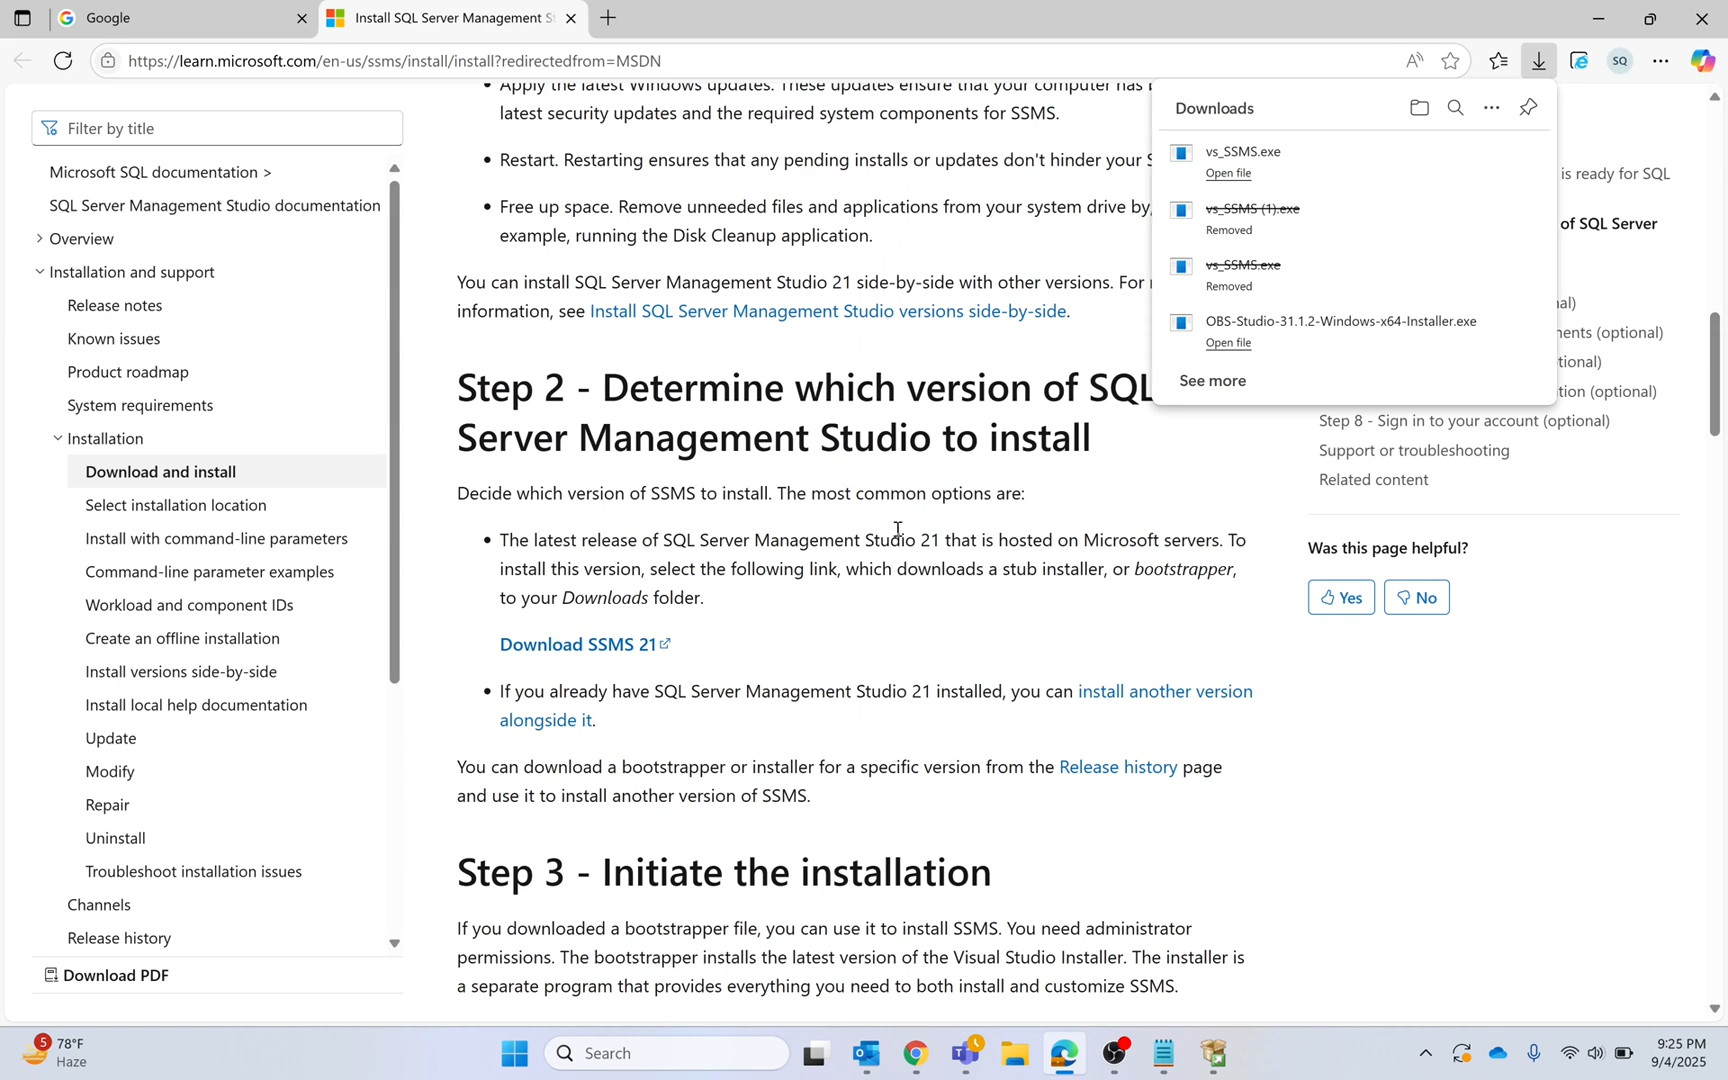 Google
Install SQL Server Management S
https://learn.microsoft.com/en-us/ssms/install/install?redirectedfrom=MSDN
SQ
Filter by title
Microsoft SQL documentation >
SQL Server Management Studio documentation
Overview
Installation and support
Release notes
Known issues
Product roadmap
System requirements
Installation
Download and install
Select installation location
Install with command-line parameters
Command-line parameter examples
Workload and component IDs
Create an offline installation
Install versions side-by-side
Install local help documentation
Update
Modify
Repair
Uninstall
Troubleshoot installation issues
Channels
Release history
Download PDF
• Apply the latest Windows updates. These updates ensure that your computer has
latest security updates and the required system components for SSMS.
• Restart. Restarting ensures that any pending installs or updates don't hinder your S
• Free up space. Remove unneeded files and applications from your system drive by,
example, running the Disk Cleanup application.
You can install SQL Server Management Studio 21 side-by-side with other versions. For
information, see Install SQL Server Management Studio versions side-by-side.
Step 2 - Determine which version of SQL
Server Management Studio to install
Decide which version of SSMS to install. The most common options are:
• The latest release of SQL Server Management Studio 21 that is hosted on Microsoft servers. To
install this version, select the following link, which downloads a stub installer, or bootstrapper,
to your Downloads folder.
Download SSMS 21
• If you already have SQL Server Management Studio 21 installed, you can install another version
alongside it.
You can download a bootstrapper or installer for a specific version from the Release history page
and use it to install another version of SSMS.
Step 3 - Initiate the installation
If you downloaded a bootstrapper file, you can use it to install SSMS. You need administrator
permissions. The bootstrapper installs the latest version of the Visual Studio Installer. The installer is
a separate program that provides everything you need to both install and customize SSMS.
Downloads
vs_SSMS.exe
Open file
vs_SSMS (1).exe
Removed
vs_SSMS.exe
Removed
OBS-Studio-31.1.2-Windows-x64-Installer.exe
Open file
See more
is ready for SQL
of SQL Server
al)
ents (optional)
tional)
tion (optional)
Step 8 - Sign in to your account (optional)
Support or troubleshooting
Related content
Was this page helpful?
Yes
No
5
78°F
Haze
Search
9:25 PM
9/4/2025